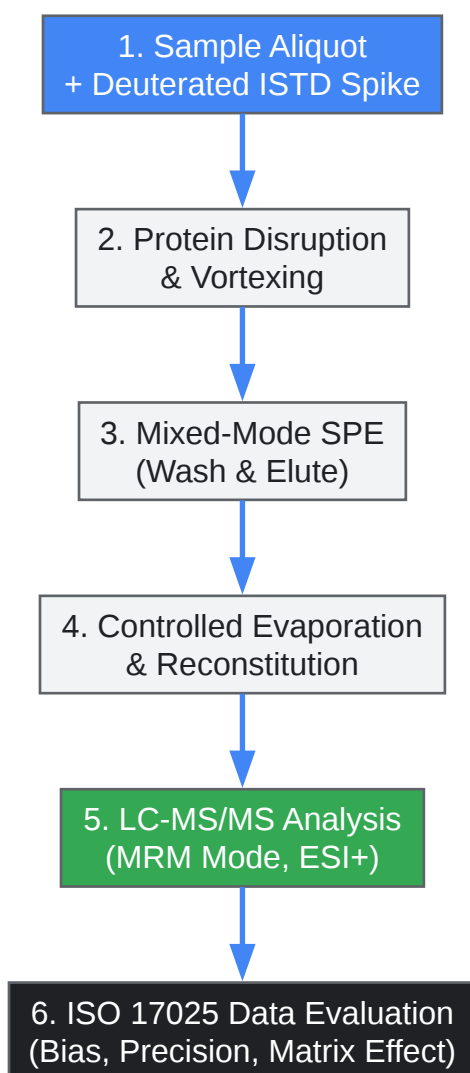 1. Sample Aliquot
+ Deuterated ISTD Spike
2. Protein Disruption
& Vortexing
3. Mixed-Mode SPE
(Wash & Elute)
4. Controlled Evaporation
& Reconstitution
5. LC-MS/MS Analysis
(MRM Mode, ESI+)
6. ISO 17025 Data Evaluation
(Bias, Precision, Matrix Effect)